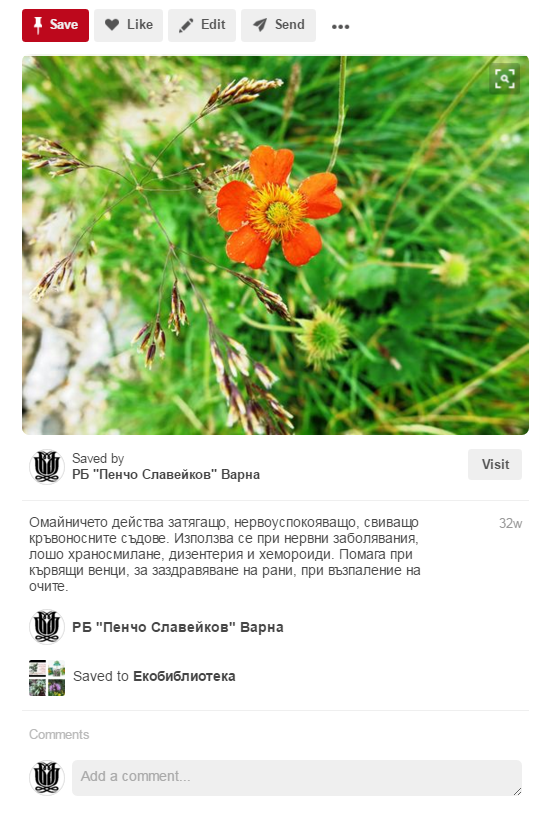 Save
Like
Edit
Send
Saved by
РБ "Пенчо Славейков" Варна
Visit
Омайничето действа затягащо, нервоуспокояващо, свиващо
32w
кръвоносните съдове. Използва се при нервни заболявания,
лошо храносмилане, дизентерия и хемороиди. Помага при
кървящи венци, за заздравяване на рани, при възпаление на
очите.
РБ "Пенчо Славейков" Варна
Saved to Екобиблиотека
Comments
Add a comment...